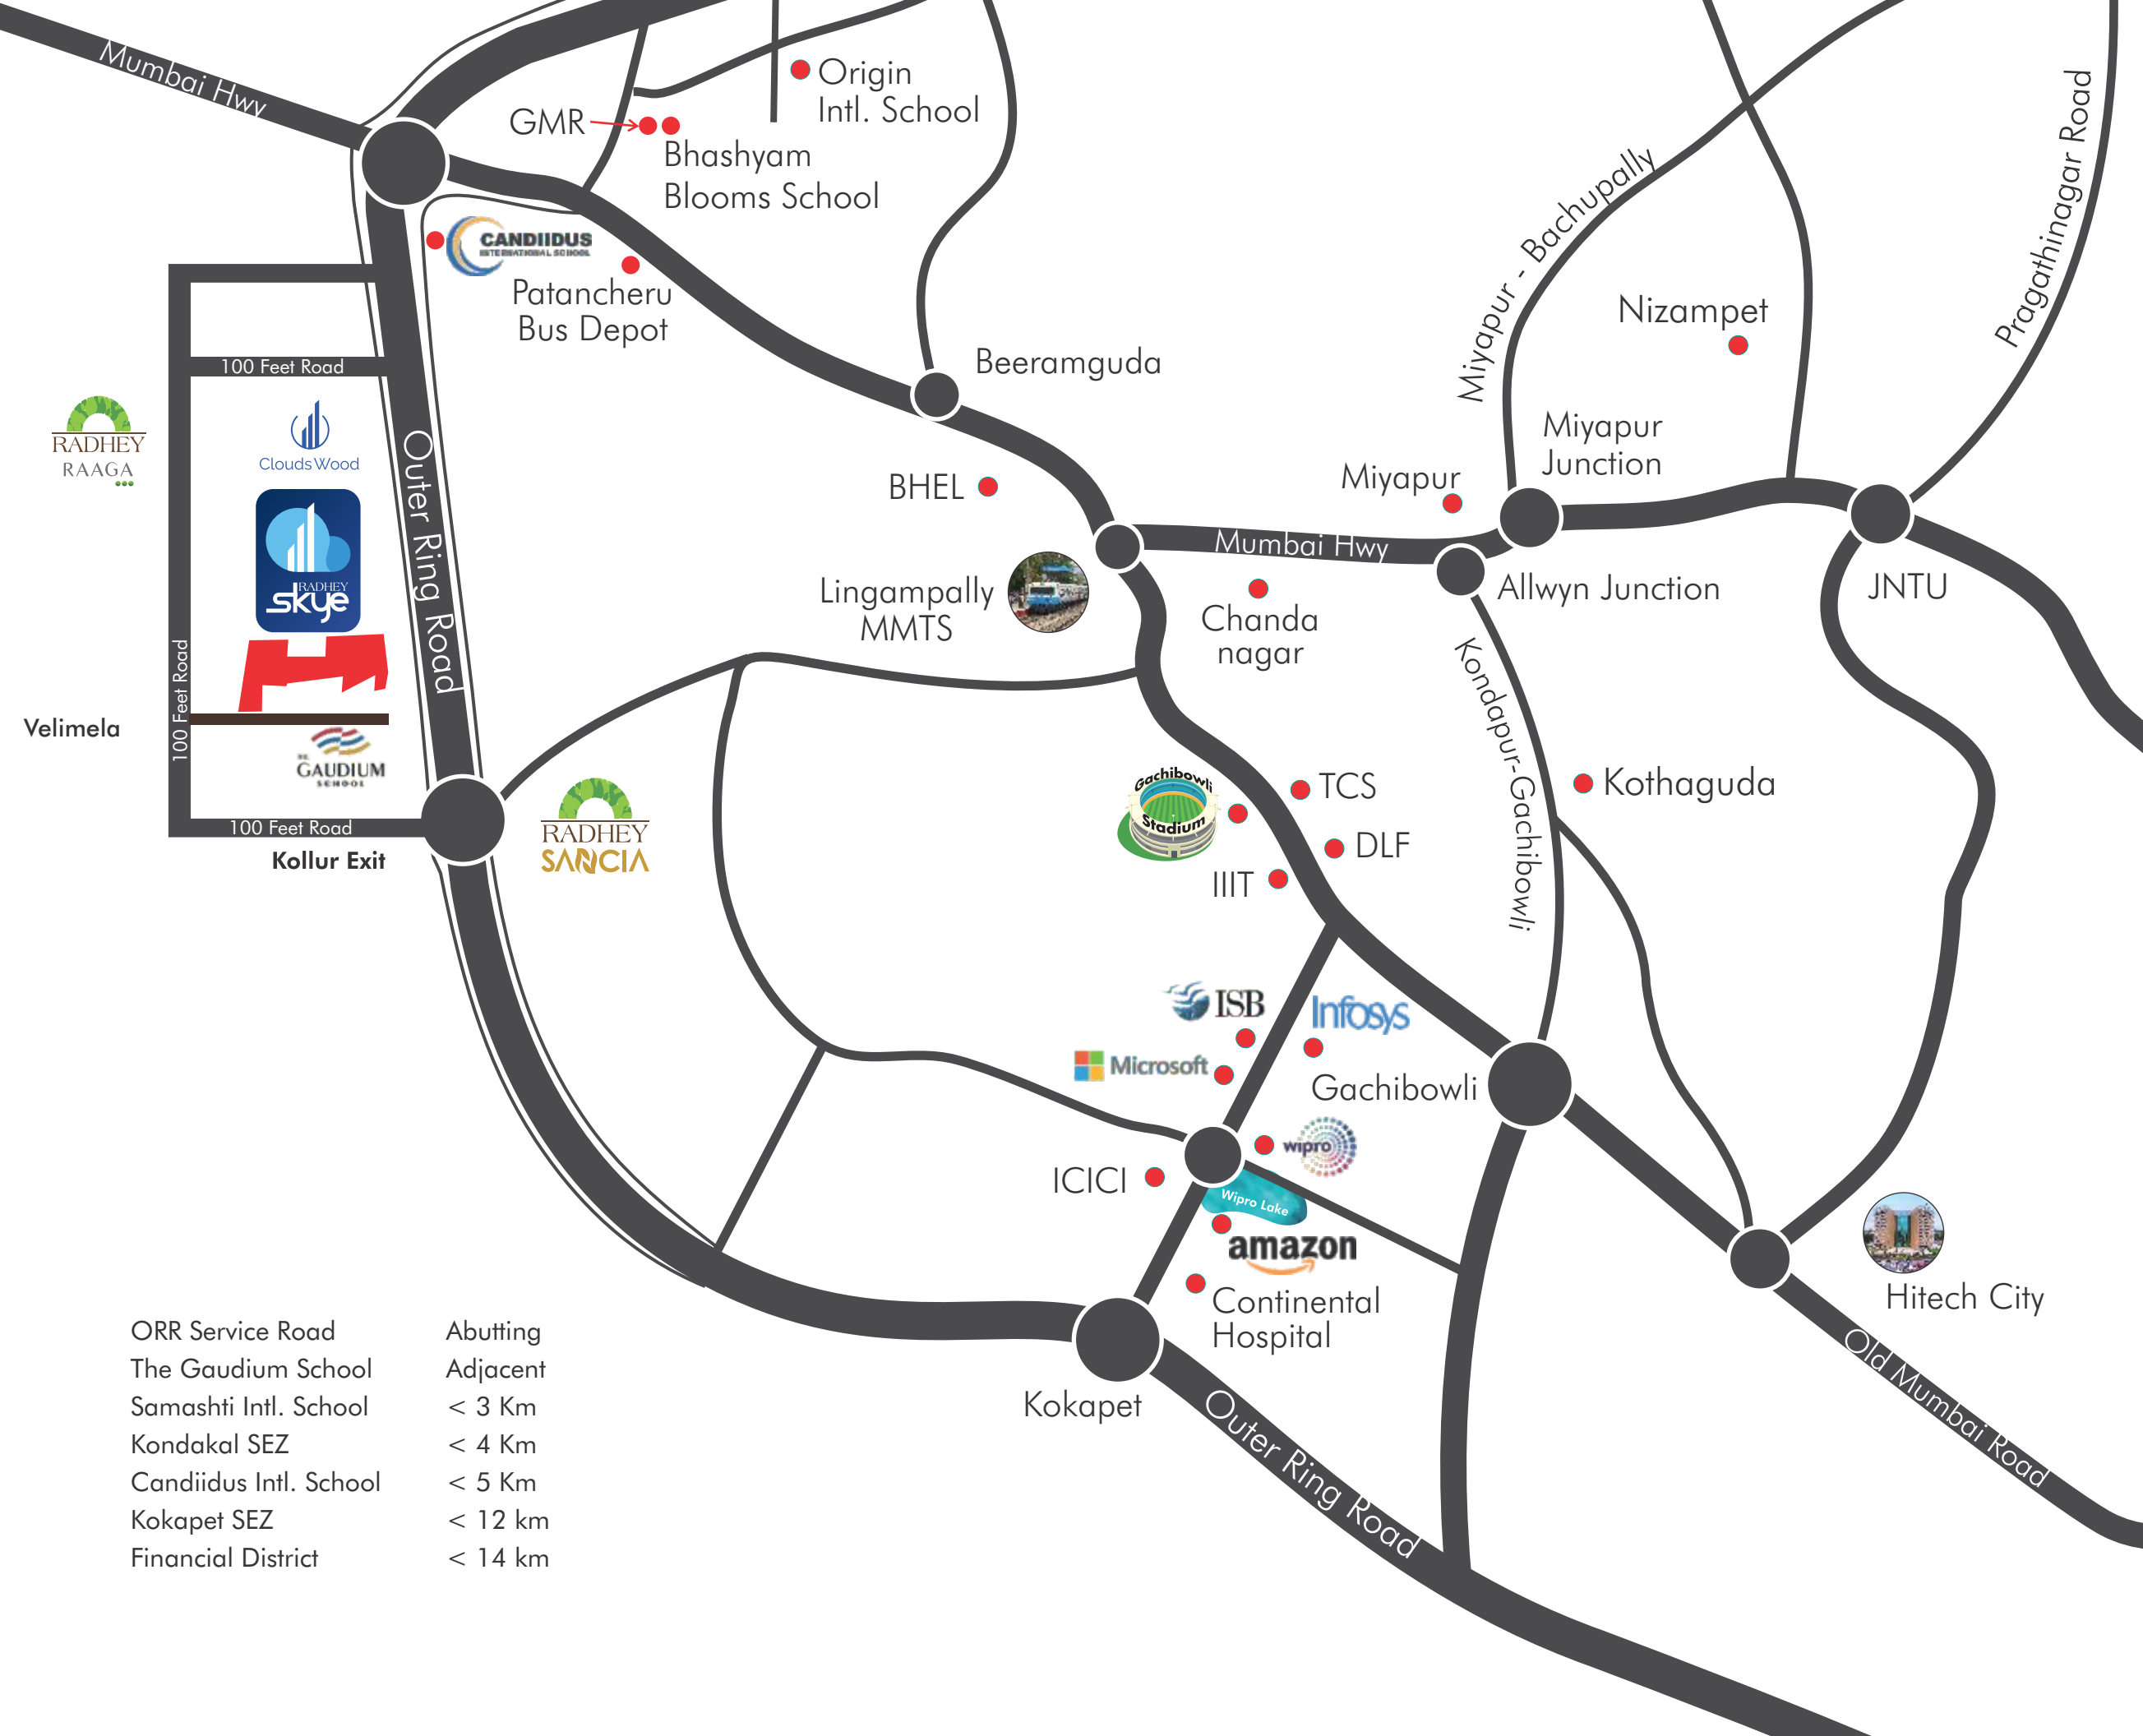 Mumbai Hwy
Origin
Intl. School
GMR
Bhashyam
Blooms School
CANDIIDUS
INTERNATIONAL SCHOOL
Patancheru
Bus Depot
Miyapur - Bachupally
Pragathinagar Road
Nizampet
100 Feet Road
Beeramguda
RADHEY
RAAGA
Clouds Wood
Outer Ring Road
BHEL
Miyapur
Miyapur
Junction
Mumbai Hwy
RADHEY
skye
Lingampally
MMTS
Chanda
nagar
Allwyn Junction
JNTU
Kondapur-Gachibowli
Velimela
100 Feet Road
THE
GAUDIUM
SCHOOL
Gachibowli
Stadium
TCS
Kothaguda
100 Feet Road
Kollur Exit
RADHEY
SANCIA
DLF
IIIT
ISB
Infosys
Microsoft
Gachibowli
wipro
ICICI
Wipro Lake
amazon
Continental
Hospital
Hitech City
Kokapet
Outer Ring Road
Old Mumbai Road
ORR Service Road Abutting
The Gaudium School Adjacent
Samashti Intl. School < 3 Km
Kondakal SEZ < 4 Km
Candiidus Intl. School < 5 Km
Kokapet SEZ < 12 km
Financial District < 14 km